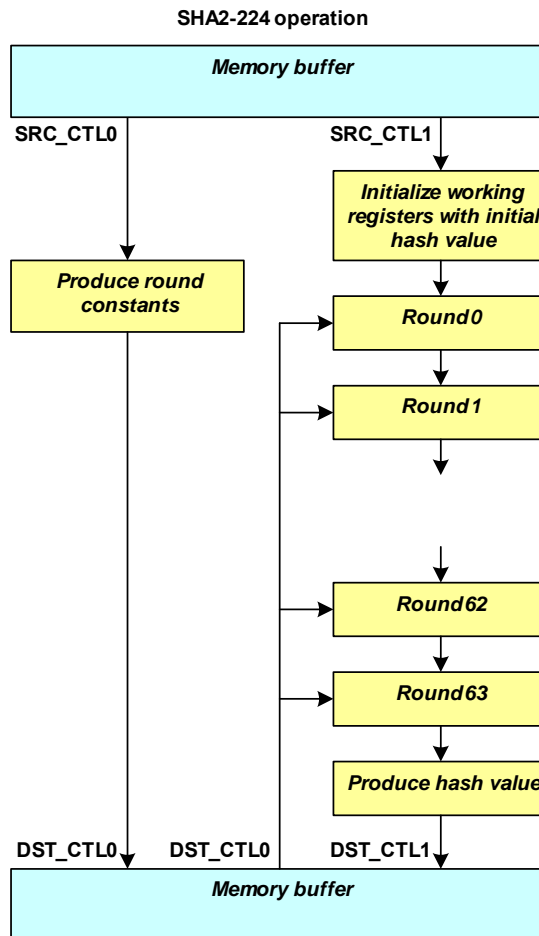 SHA2-224 operation
Memory buffer
SRC_CTL0
SRC_CTL1
Initialize working
registers with initial
hash value
Produce round
constants
Round0
Round1
Round62
Round63
Produce hash value
DST_CTL0
DST_CTL0
DST_CTL1
Memory buffer